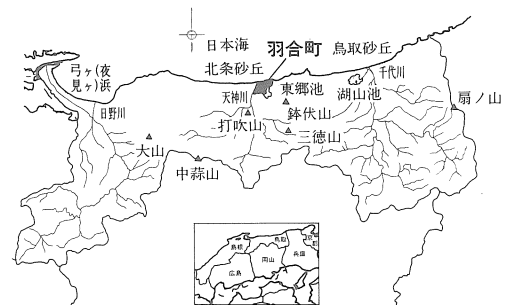 日本海
羽合町
鳥取砂丘
北条砂丘
弓ヶ(夜
見ヶ)浜
千代川
天神川
東郷池
湖山池
扇ノ山
日野川
打吹山
鉢伏山
大山
三徳山
中蒜山
鳥取
島根
兵庫
岡山
広島